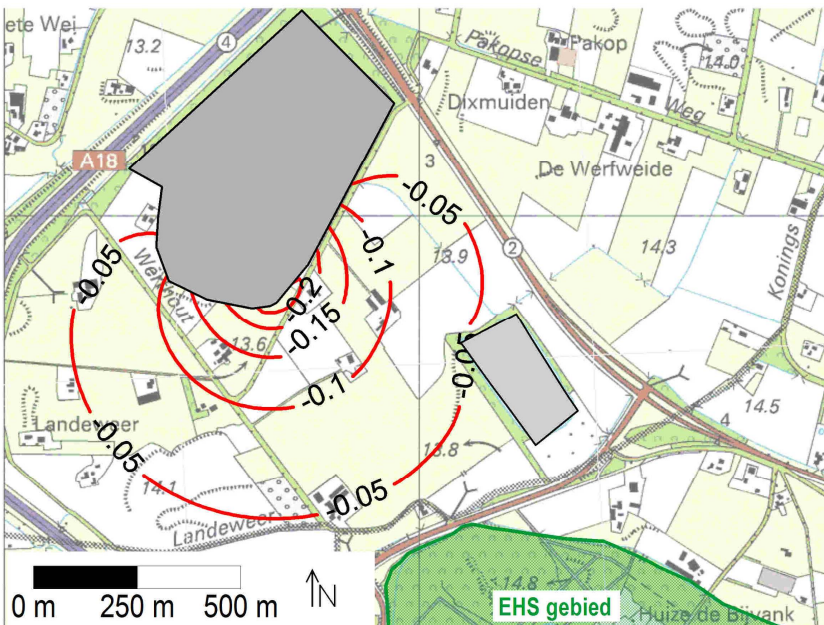 ete Wei
13.2
4
Pakopse
Pakop
14.0
Dixmuiden
Weg
A18
3
De Werfweide
-0.05
-0.05
-0.1
13.9
2
14.3
Konings
Werkhout
-0.2
-0.15
13.6
-0.05
-0.1
Landeweer
14.5
4
-0.05
13.8
14.1
-0.05
Landeweer
0 m
250 m
500 m
N
14.8
EHS gebied
Huize de Bijvank